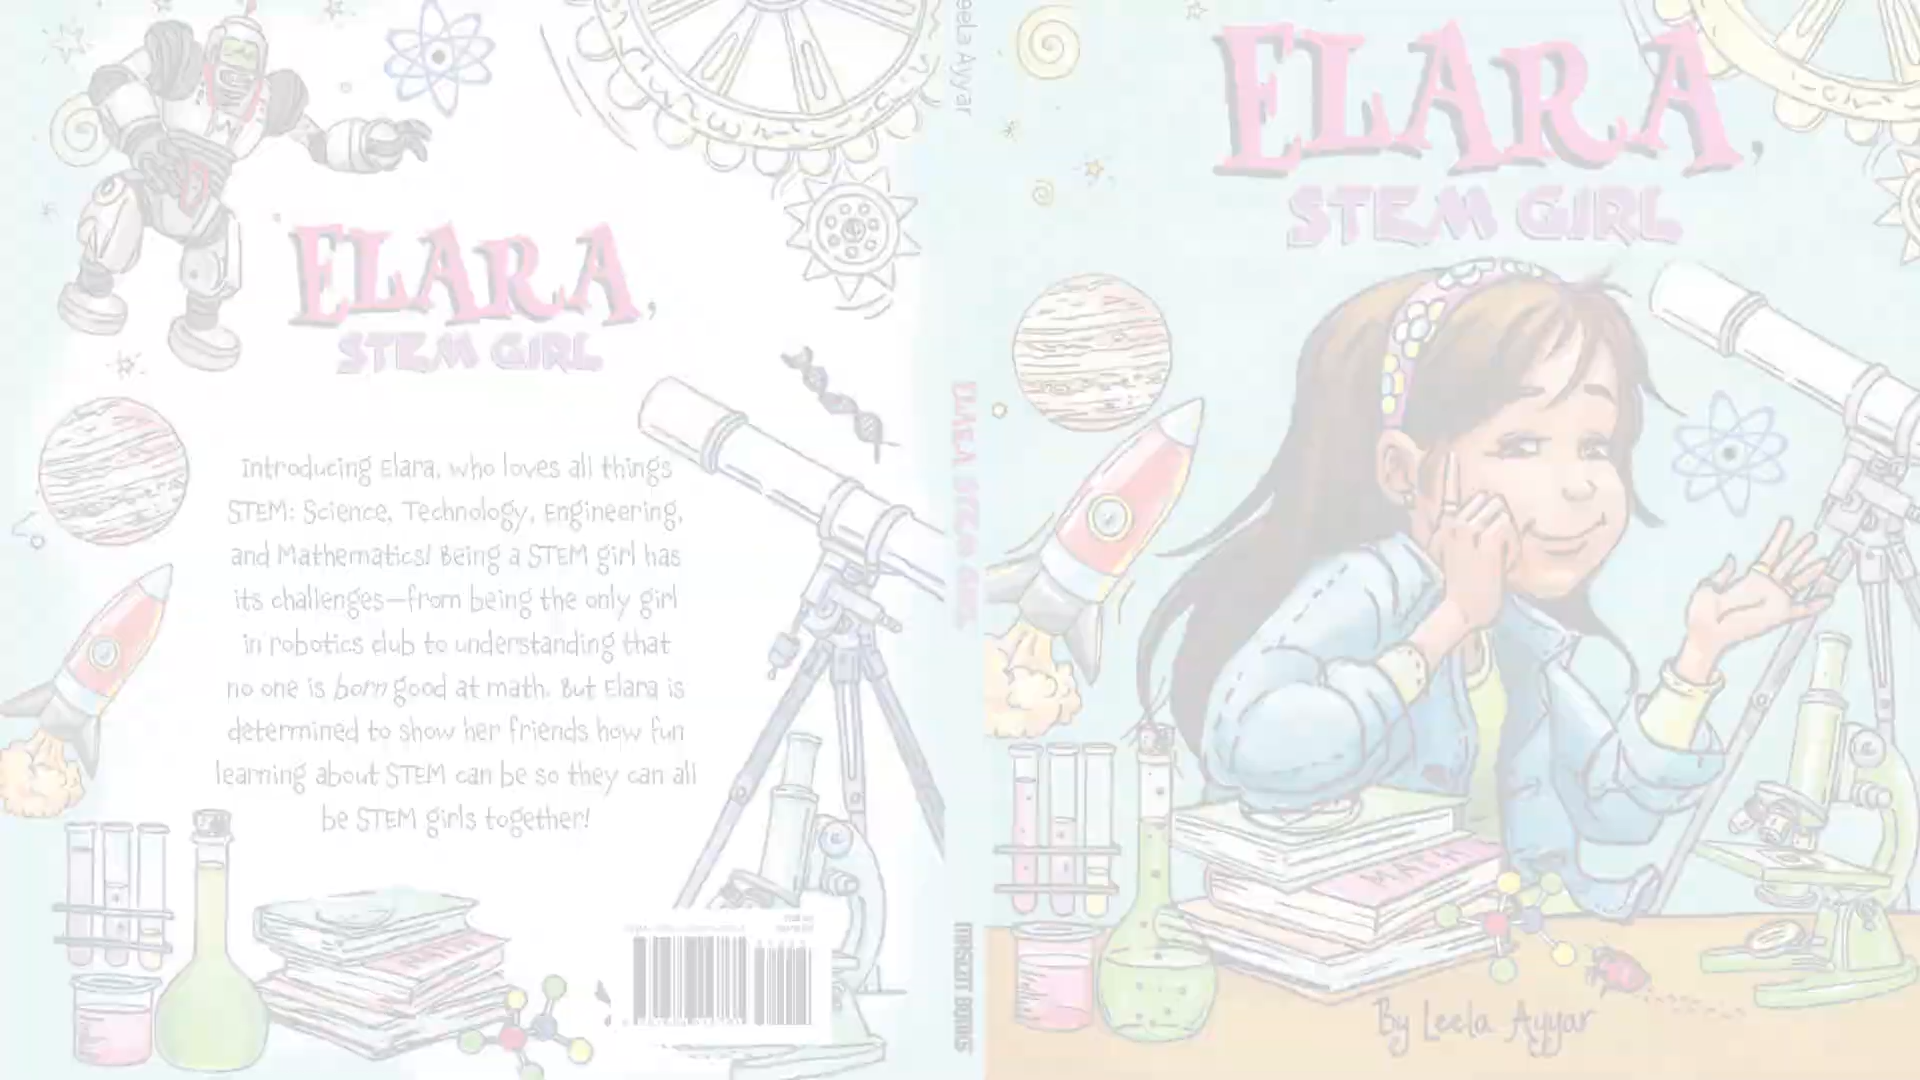 ELARA,
STEM GIRL
Introducing Elara, who loves all things
STEM: Science, Technology, Engineering,
and Mathematics! Being a STEM girl has
its challenges—from being the only girl
in robotics club to understanding that
no one is born good at math. But Elara is
determined to show her friends how fun
learning about STEM can be so they can all
be STEM girls together!
eela Ayyar
ELARA, STEM GIRL
MASCOT BOOKS
ELARA,
STEM GIRL
MATH
By Leela Ayyar